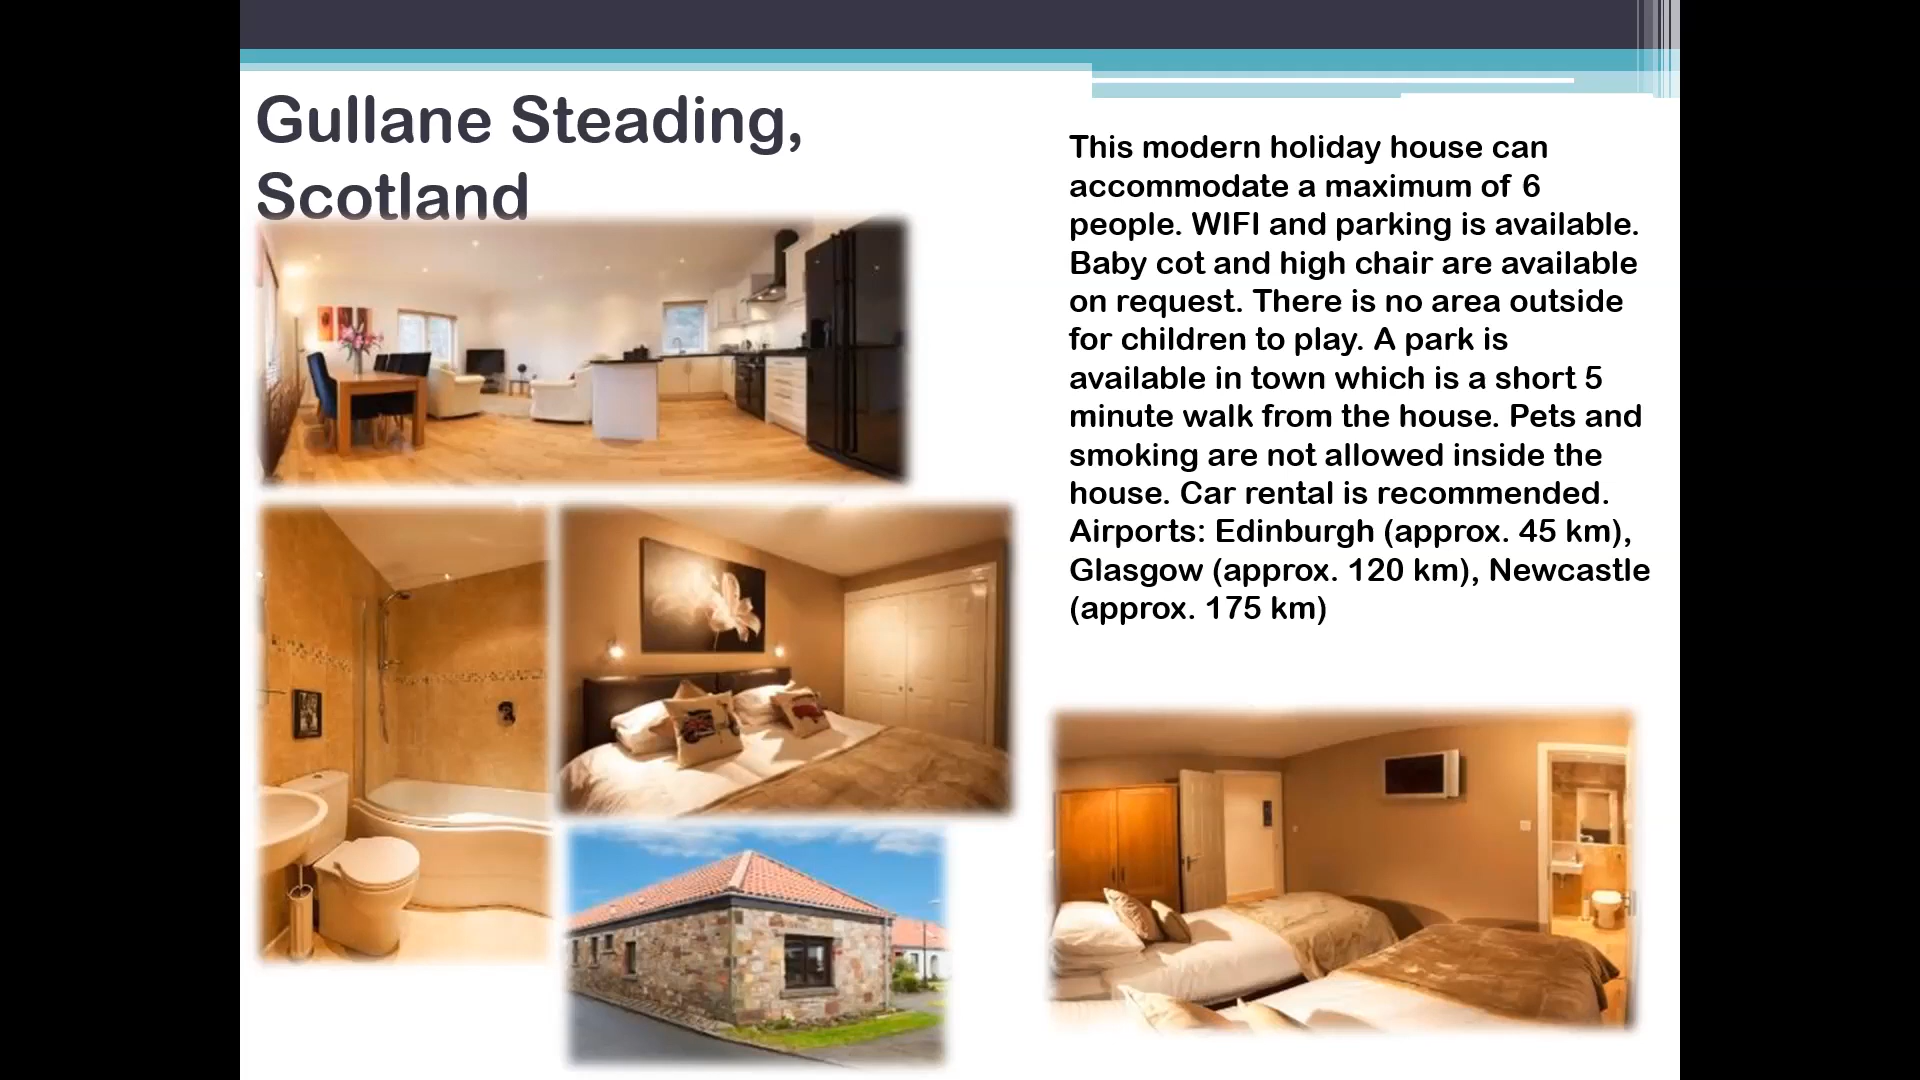 Gullane Steading,
Scotland
This modern holiday house can
accommodate a maximum of 6
people. WIFI and parking is available.
Baby cot and high chair are available
on request. There is no area outside
for children to play. A park is
available in town which is a short 5
minute walk from the house. Pets and
smoking are not allowed inside the
house. Car rental is recommended.
Airports: Edinburgh (approx. 45 km),
Glasgow (approx. 120 km), Newcastle
(approx. 175 km)